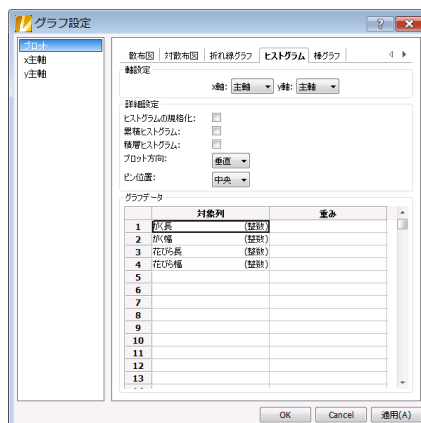 グラフ設定
プロット
x主軸
y主軸
散布図 対散布図 折れ線グラフ ヒストグラム 棒グラフ
軸設定
x軸: 主軸 y軸: 主軸
詳細設定
ヒストグラムの規格化:
累積ヒストグラム:
積層ヒストグラム:
プロット方向: 垂直
ビン位置: 中央
グラフデータ
対象列 重み
1 がく長 (整数)
2 がく幅 (整数)
3 花びら長 (整数)
4 花びら幅 (整数)
5
6
7
8
9
10
11
12
13
OK Cancel 適用(A)